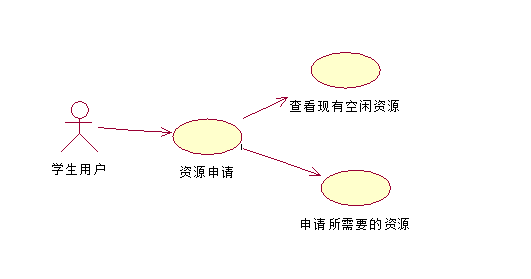 查看现有空闲资源
学生用户
资源申请
申请所需要的资源